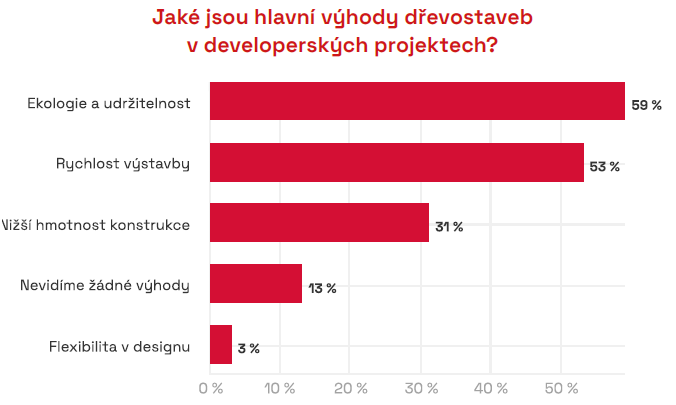 Jaké jsou hlavní výhody dřevostaveb
v developerských projektech?
Ekologie a udržitelnost
59 %
Rychlost výstavby
53 %
Nižší hmotnost konstrukce
31 %
Nevidíme žádné výhody
13 %
Flexibilita v designu
3 %
0 % 10 % 20 % 30 % 40 % 50 %